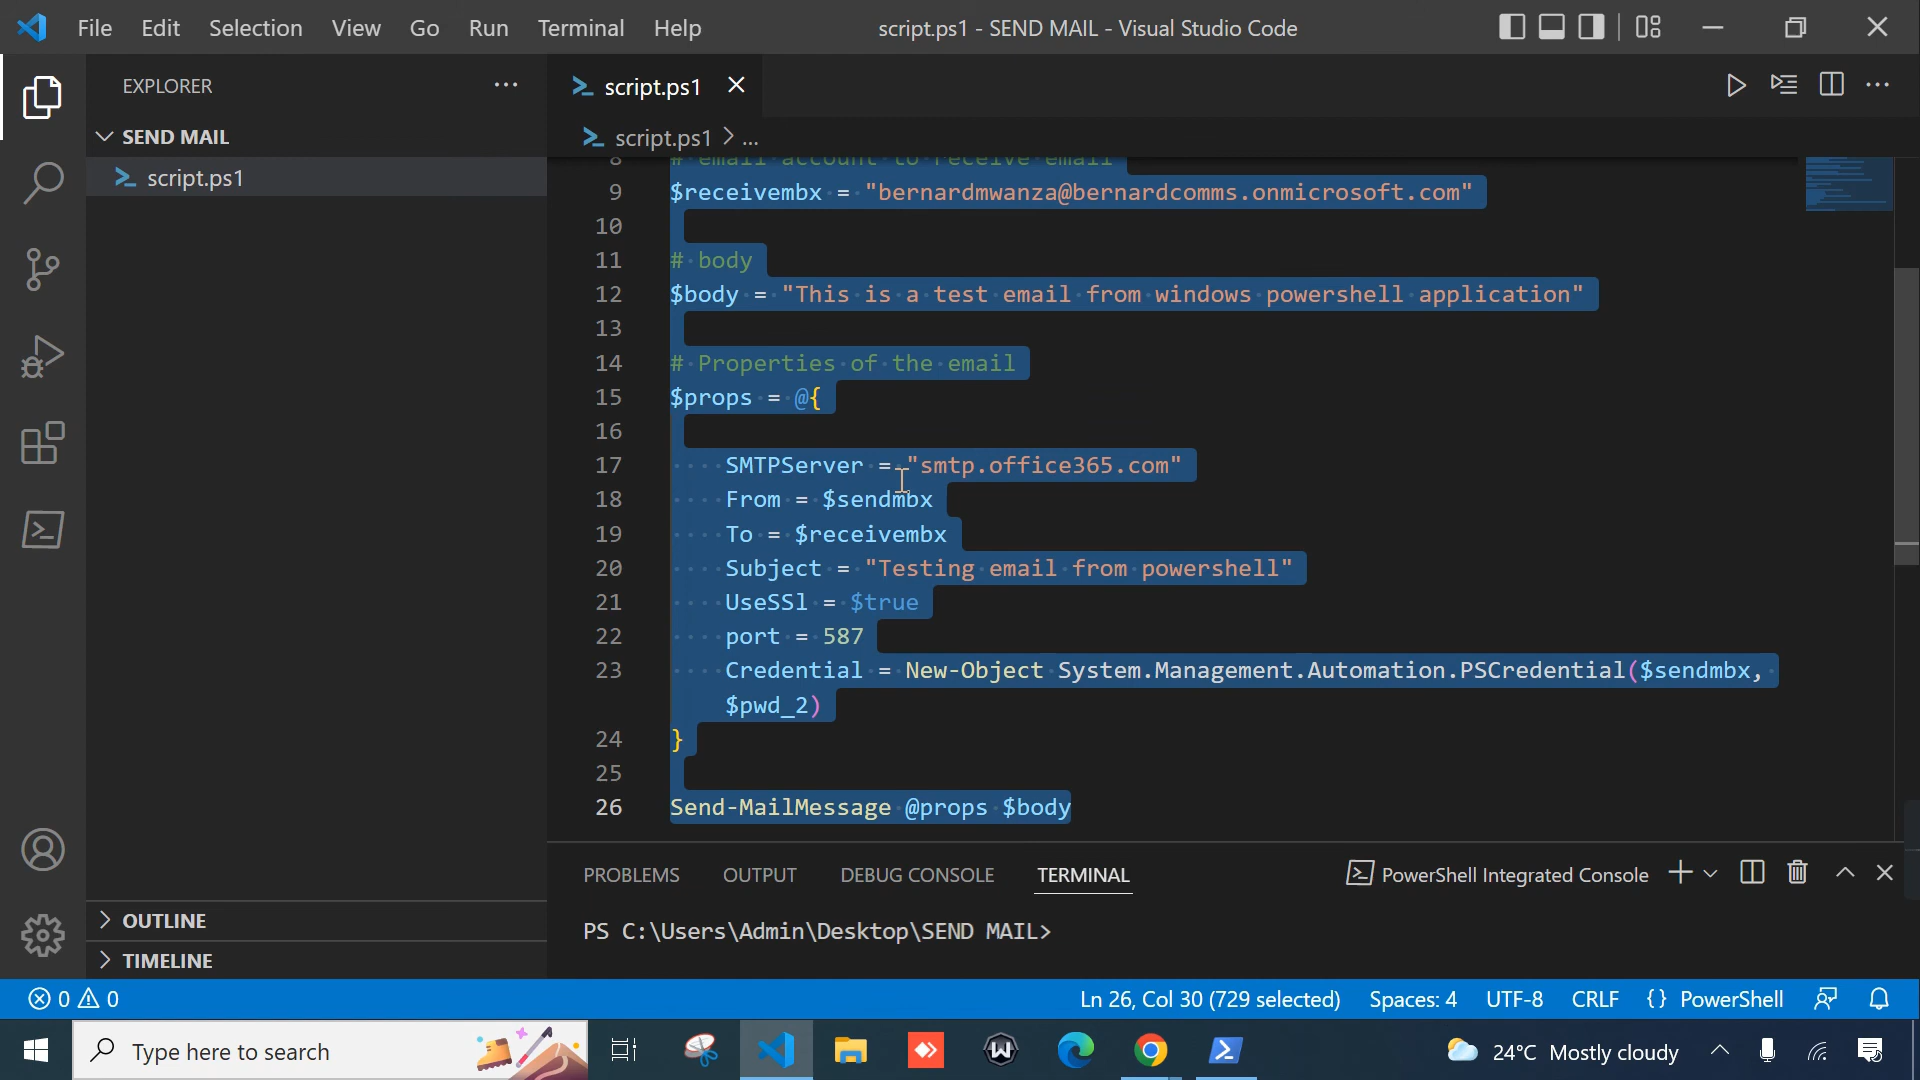 File Edit Selection View Go Run Terminal Help
script.ps1 - SEND MAIL - Visual Studio Code
EXPLORER
script.ps1
SEND MAIL
script.ps1
script.ps1 > ...
8 # email account to receive email
9 $receivembx = "bernardmwanza@bernardcomms.onmicrosoft.com"
10
11 # body
12 $body = "This is a test email from windows powershell application"
13
14 # Properties of the email
15 $props = @{
16
17 SMTPServer = "smtp.office365.com"
18 From = $sendmbx
19 To = $receivembx
20 Subject = "Testing email from powershell"
21 UseSSl = $true
22 port = 587
23 Credential = New-Object System.Management.Automation.PSCredential($sendmbx,
$pwd_2)
24 }
25
26 Send-MailMessage @props $body
PROBLEMS OUTPUT DEBUG CONSOLE TERMINAL PowerShell Integrated Console
PS C:\Users\Admin\Desktop\SEND MAIL>
OUTLINE
TIMELINE
0 0 Ln 26, Col 30 (729 selected) Spaces: 4 UTF-8 CRLF {} PowerShell
Type here to search
24°C Mostly cloudy